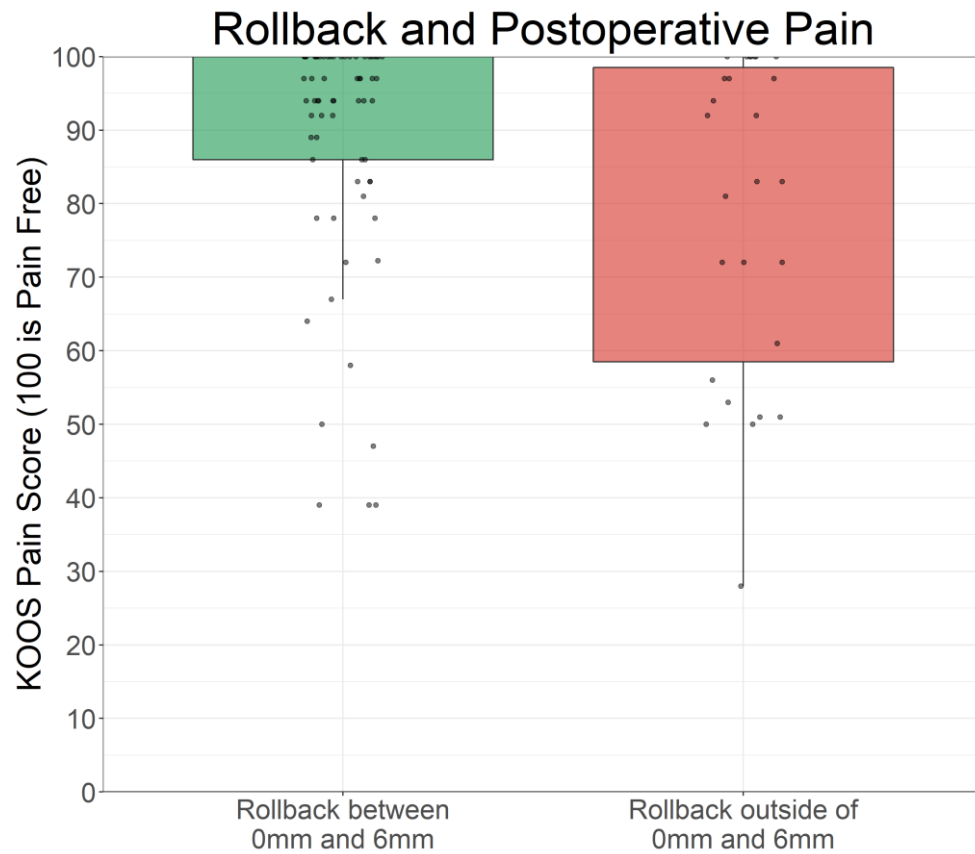 Rollback and Postoperative Pain
KOOS Pain Score (100 is Pain Free)
100
90
80
70
60
50
40
30
20
10
0
Rollback between
0mm and 6mm
Rollback outside of
0mm and 6mm